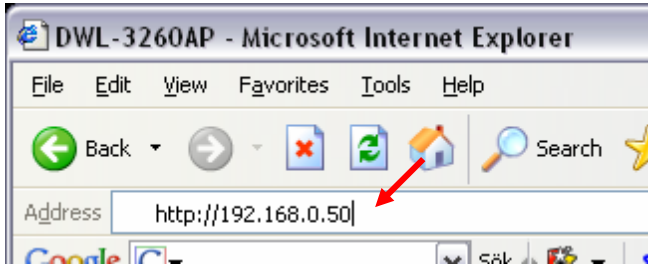 DWL-3260AP - Microsoft Internet Explorer
File Edit View Favorites Tools Help
Back Search
Address http://192.168.0.50
Google C Sök